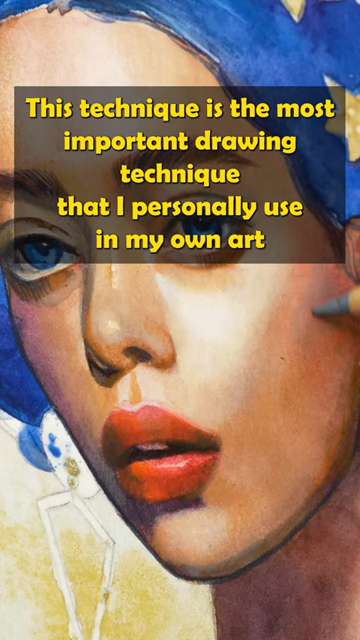 This technique is the most
important drawing
technique
that I personally use
in my own art